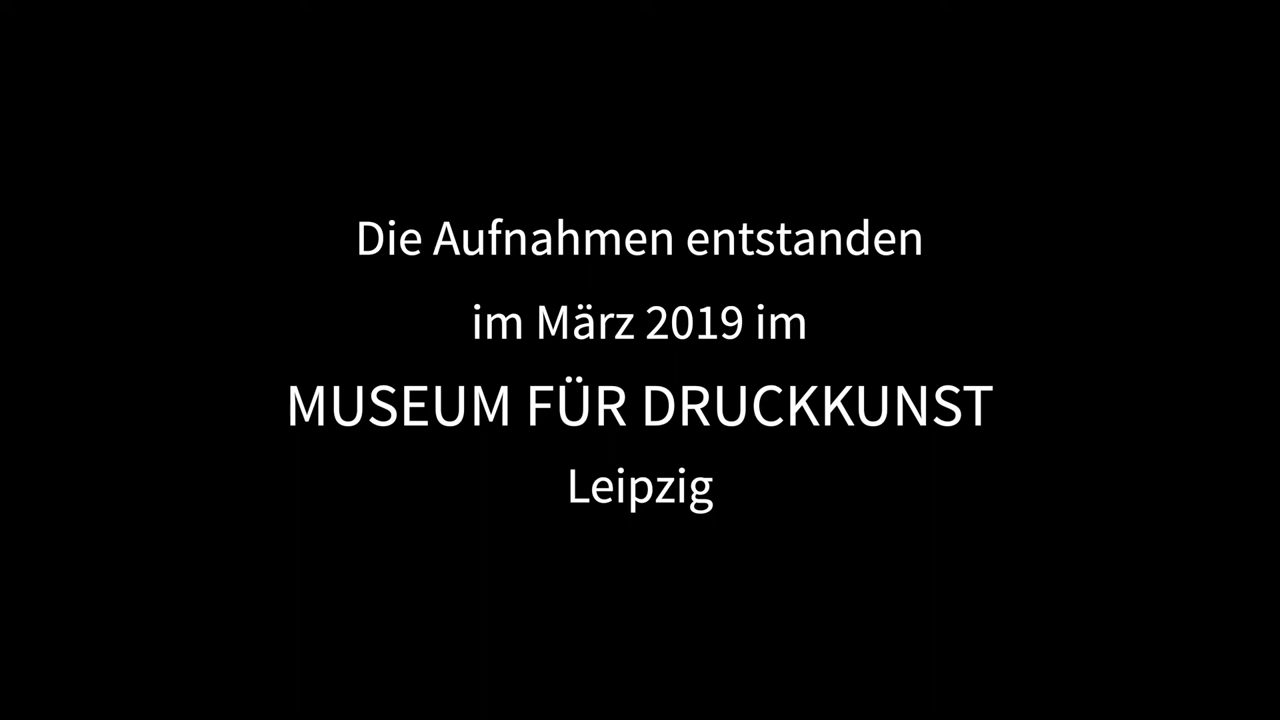 Die Aufnahmen entstanden
im März 2019 im
MUSEUM FÜR DRUCKKUNST
Leipzig